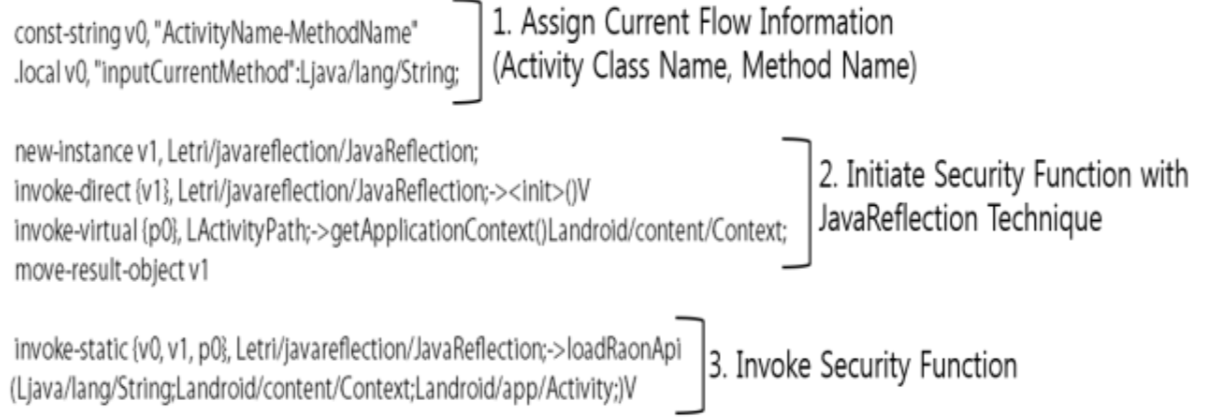 const-string v0, "ActivityName-MethodName"
.local v0, "inputCurrentMethod":Ljava/lang/String;
1. Assign Current Flow Information
(Activity Class Name, Method Name)
new-instance v1, Letri/javareflection/JavaReflection;
invoke-direct {v1}, Letri/javareflection/JavaReflection;-><init>()V
invoke-virtual {p0}, LActivityPath;->getApplicationContext()Landroid/content/Context;
move-result-object v1
2. Initiate Security Function with
JavaReflection Technique
invoke-static {v0, v1, p0}, Letri/javareflection/JavaReflection;->loadRaonApi
(Ljava/lang/String;Landroid/content/Context;Landroid/app/Activity;)V
3. Invoke Security Function